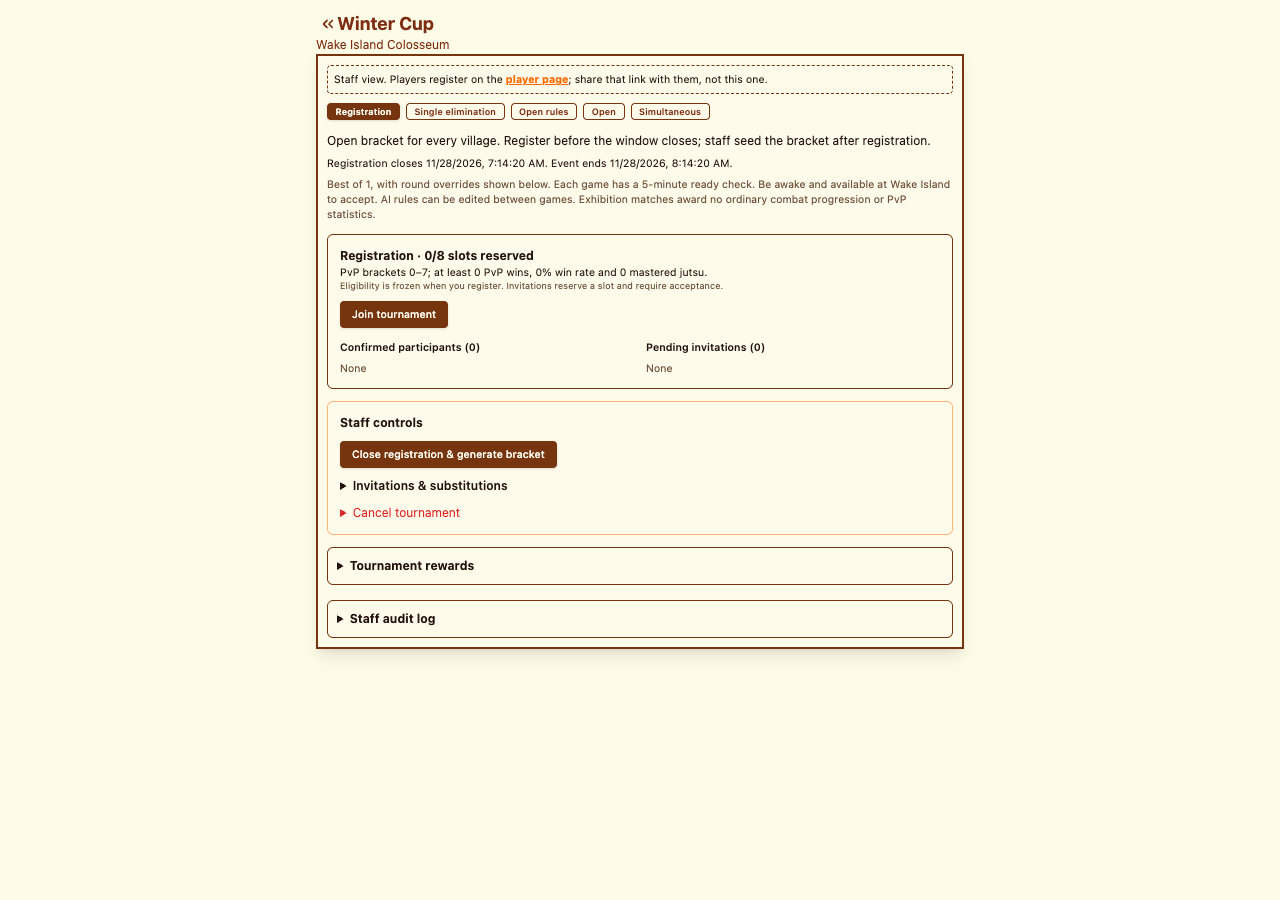 Winter Cup
Wake Island Colosseum
Staff view. Players register on the player page; share that link with them, not this one.
Registration
Single elimination
Open rules
Open
Simultaneous
Open bracket for every village. Register before the window closes; staff seed the bracket after registration.
Registration closes 11/28/2026, 7:14:20 AM. Event ends 11/28/2026, 8:14:20 AM.
Best of 1, with round overrides shown below. Each game has a 5-minute ready check. Be awake and available at Wake Island
to accept. AI rules can be edited between games. Exhibition matches award no ordinary combat progression or PvP
statistics.
Registration · 0/8 slots reserved
PvP brackets 0–7; at least 0 PvP wins, 0% win rate and 0 mastered jutsu.
Eligibility is frozen when you register. Invitations reserve a slot and require acceptance.
Join tournament
Confirmed participants (0)
None
Pending invitations (0)
None
Staff controls
Close registration & generate bracket
Invitations & substitutions
Cancel tournament
Tournament rewards
Staff audit log